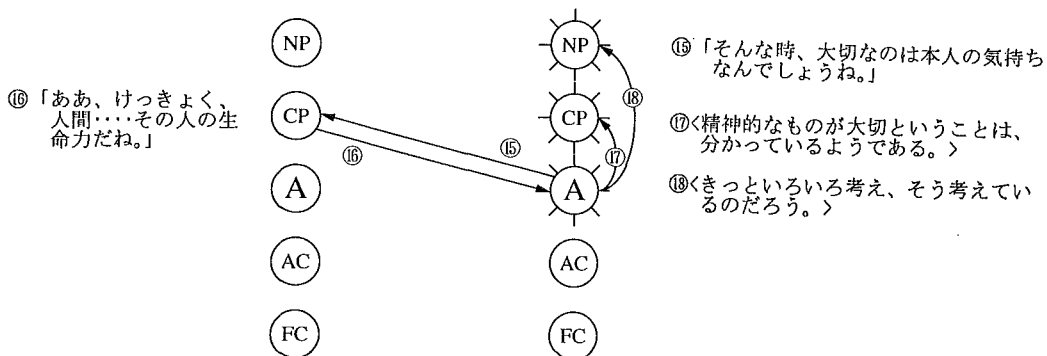 ⑯「ああ、けっきょく、
人間‥‥その人の生
命力だね。」
NP
CP
A
AC
FC
⑯
⑮
NP
CP
A
AC
FC
⑱
⑰
⑮「そんな時、大切なのは本人の気持ち
なんでしょうね。」
⑰<精神的なものが大切ということは、
分かっているようである。>
⑱<きっといろいろ考え、そう考えてい
るのだろう。>